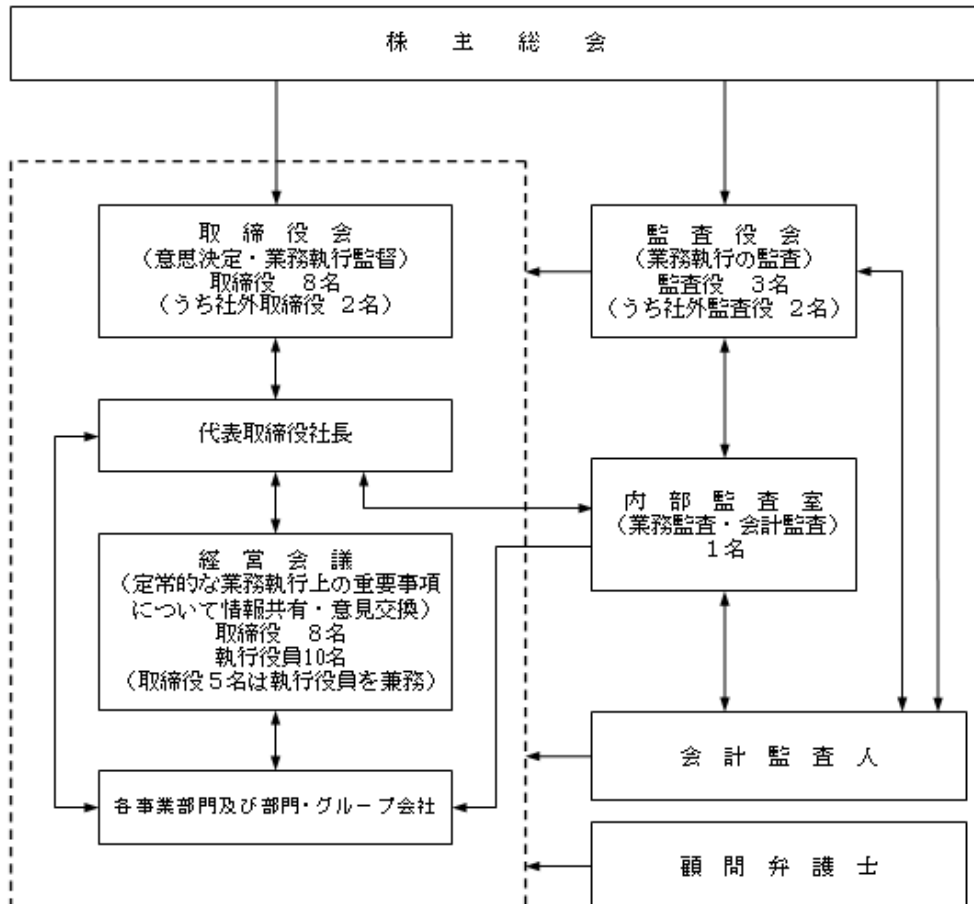 株主総会
取締役会
（意思決定・業務執行監督）
取締役　８名
（うち社外取締役 ２名）
監査役会
（業務執行の監査）
監査役　３名
（うち社外監査役 ２名）
代表取締役社長
内部監査室
（業務監査・会計監査）
１名
経営会議
（定常的な業務執行上の重要事項
について情報共有・意見交換）
取締役　８名
執行役員10名
（取締役５名は執行役員を兼務）
会計監査人
各事業部門及び部門・グループ会社
顧問弁護士